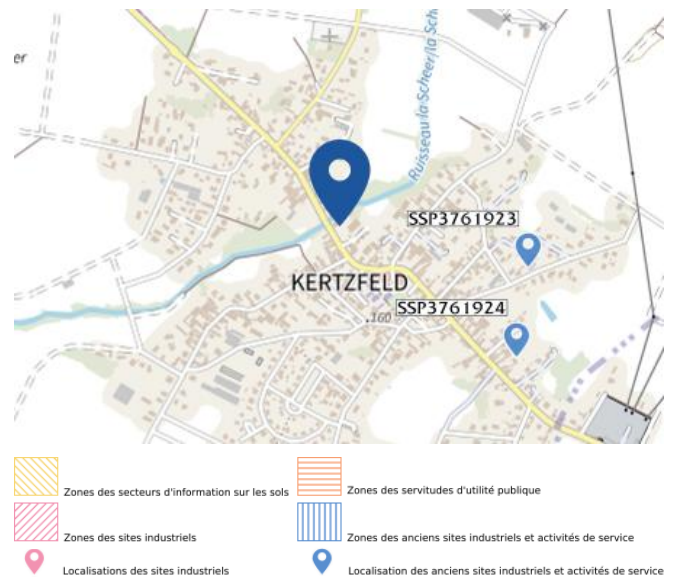 er
Ruisseau la Scheer/la Sc
SSP3761923
KERTZFELD
SSP3761924
160
Zones des secteurs d'information sur les sols
Zones des servitudes d'utilité publique
Zones des sites industriels
Zones des anciens sites industriels et activités de service
Localisations des sites industriels
Localisation des anciens sites industriels et activités de service